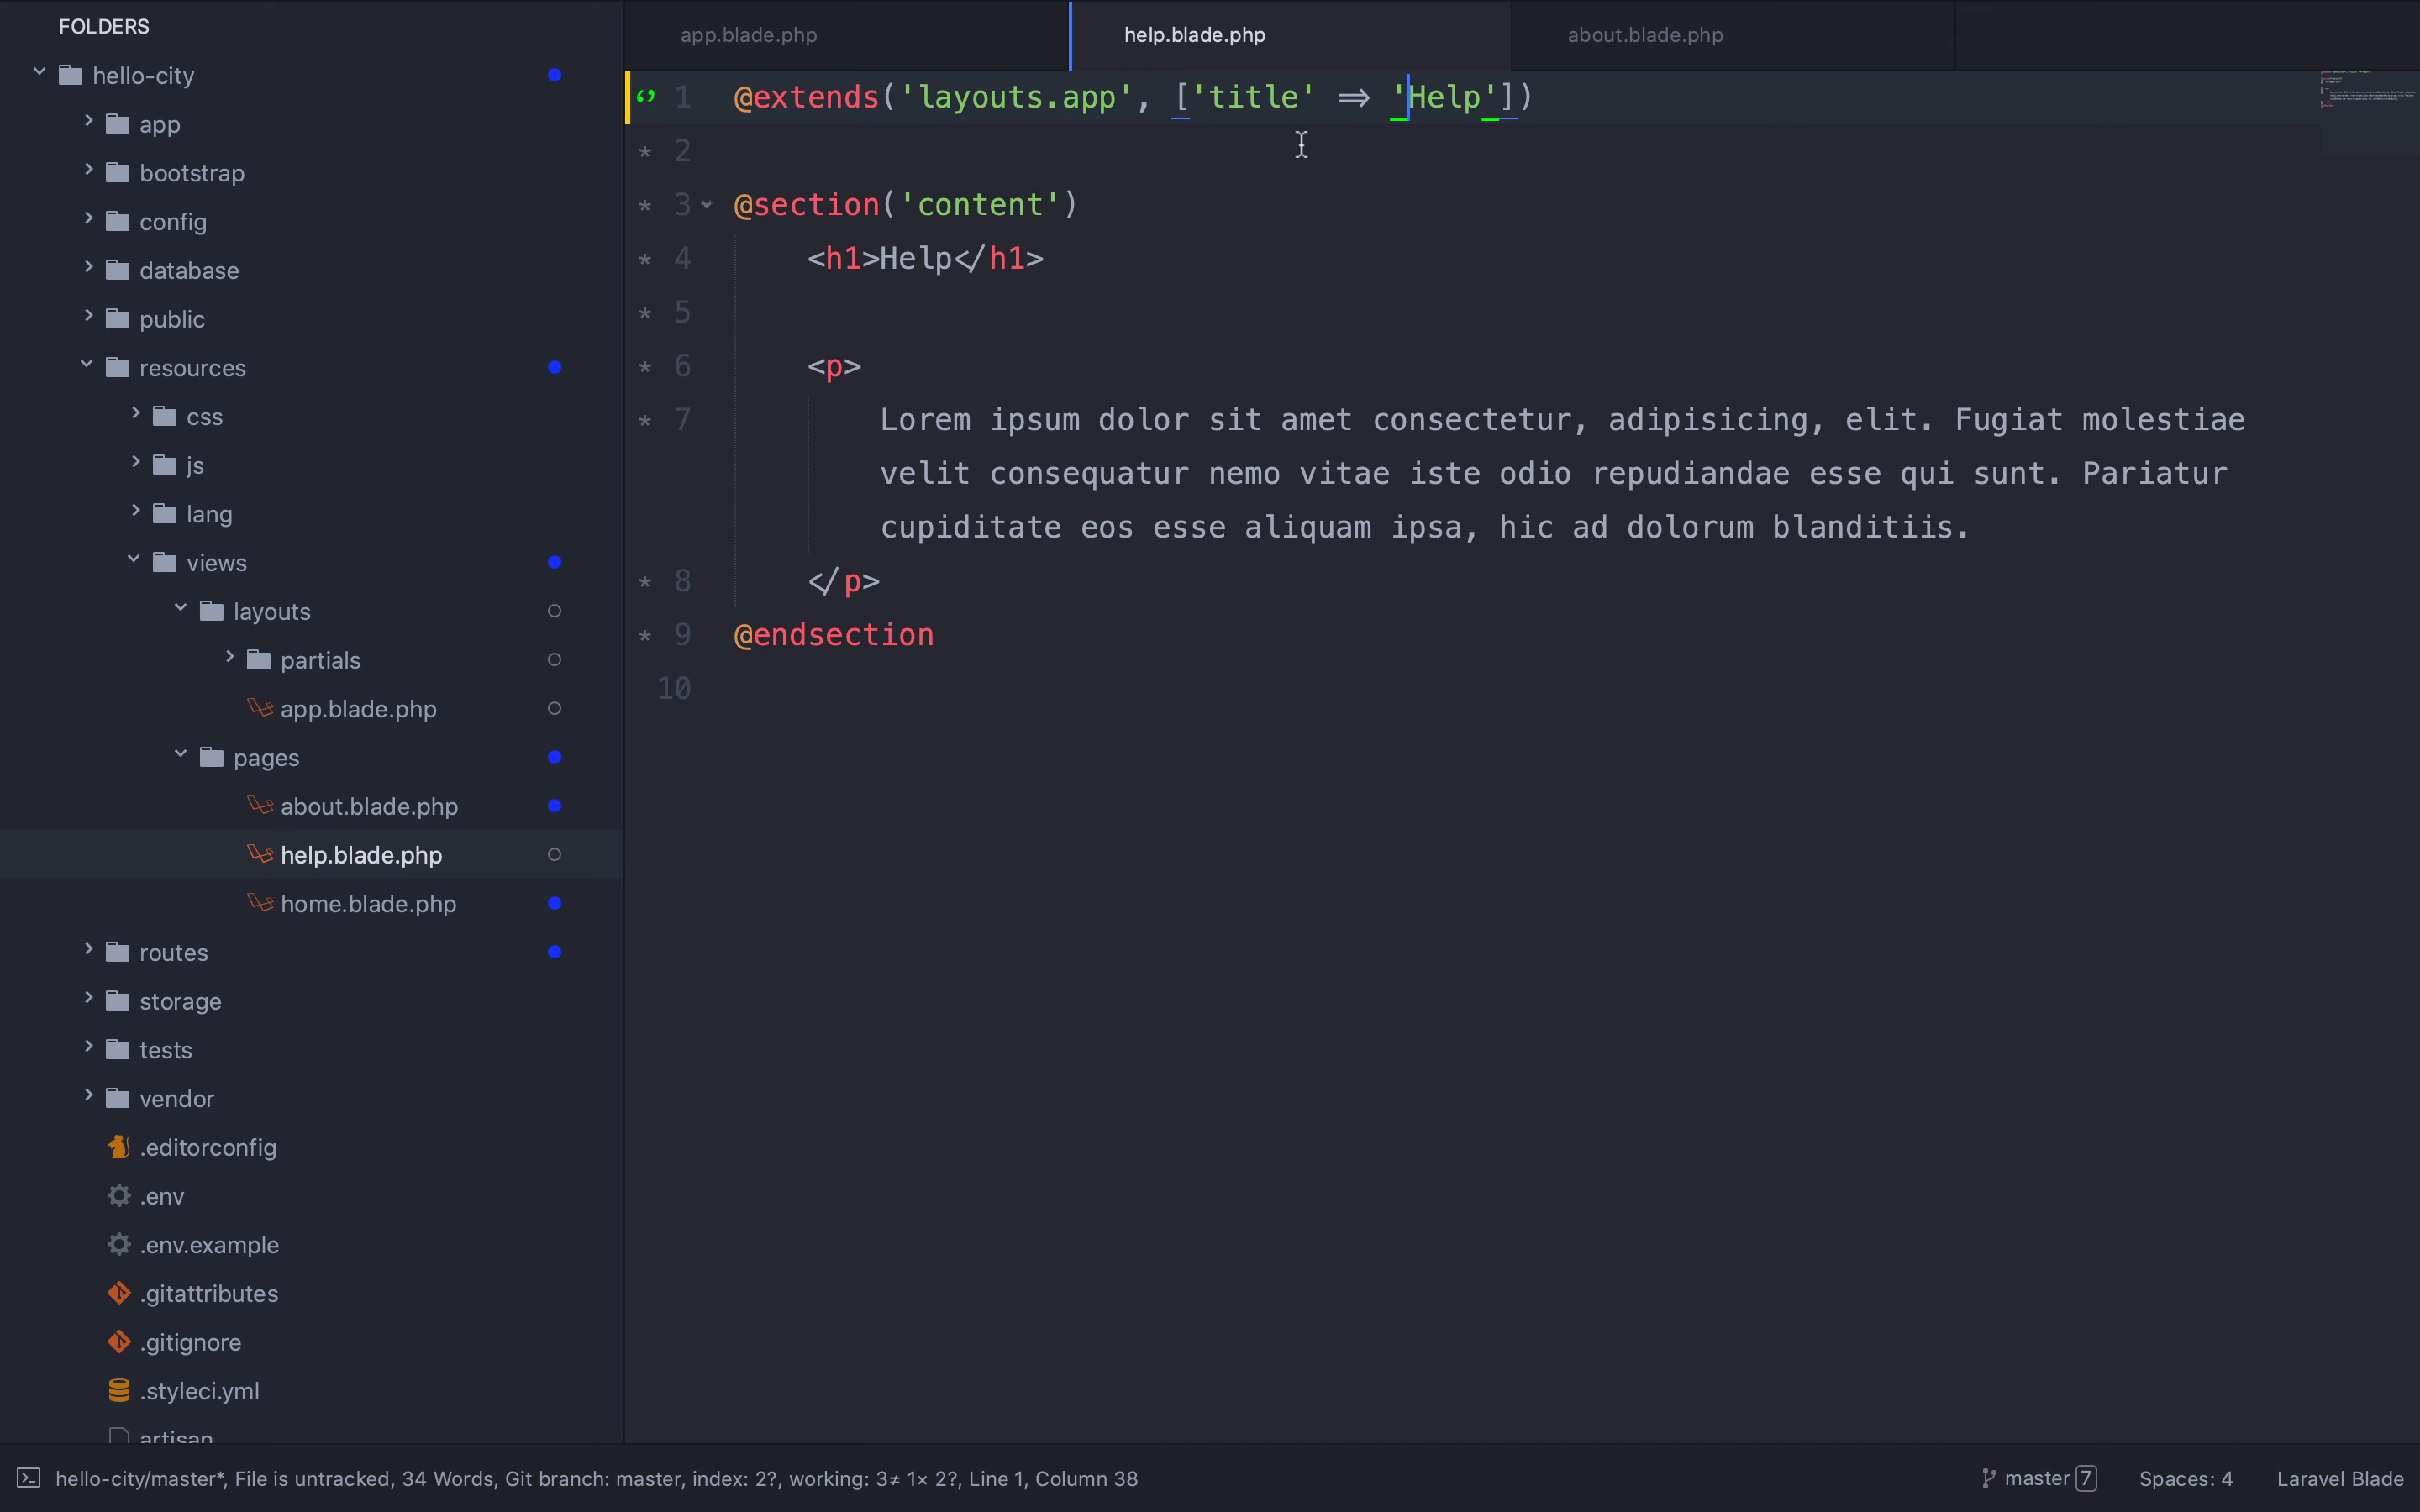 FOLDERS
hello-city
app
bootstrap
config
database
public
resources
css
js
lang
views
layouts
partials
app.blade.php
pages
about.blade.php
help.blade.php
home.blade.php
routes
storage
tests
vendor
.editorconfig
.env
.env.example
.gitattributes
.gitignore
.styleci.yml
artisan
app.blade.php
help.blade.php
about.blade.php
1 @extends('layouts.app', ['title' => 'Help'])
* 2
* 3 @section('content')
* 4 <h1>Help</h1>
* 5
* 6 <p>
* 7 Lorem ipsum dolor sit amet consectetur, adipisicing, elit. Fugiat molestiae
velit consequatur nemo vitae iste odio repudiandae esse qui sunt. Pariatur
cupiditate eos esse aliquam ipsa, hic ad dolorum blanditiis.
* 8 </p>
* 9 @endsection
10
hello-city/master*, File is untracked, 34 Words, Git branch: master, index: 2?, working: 3≠ 1× 2?, Line 1, Column 38
master 7
Spaces: 4
Laravel Blade